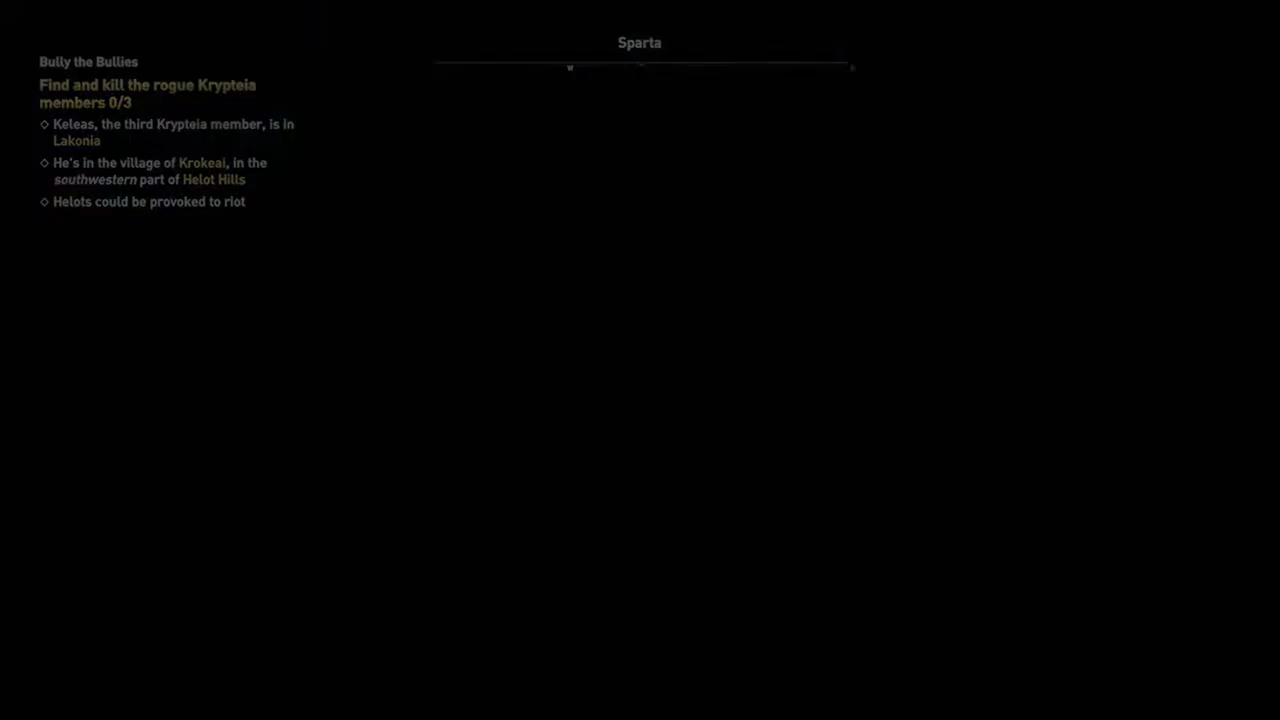 Sparta
W
Bully the Bullies
Find and kill the rogue Krypteia
members 0/3
◇ Keleas, the third Krypteia member, is in
Lakonia
◇ He's in the village of Krokeai, in the
southwestern part of Helot Hills
◇ Helots could be provoked to riot